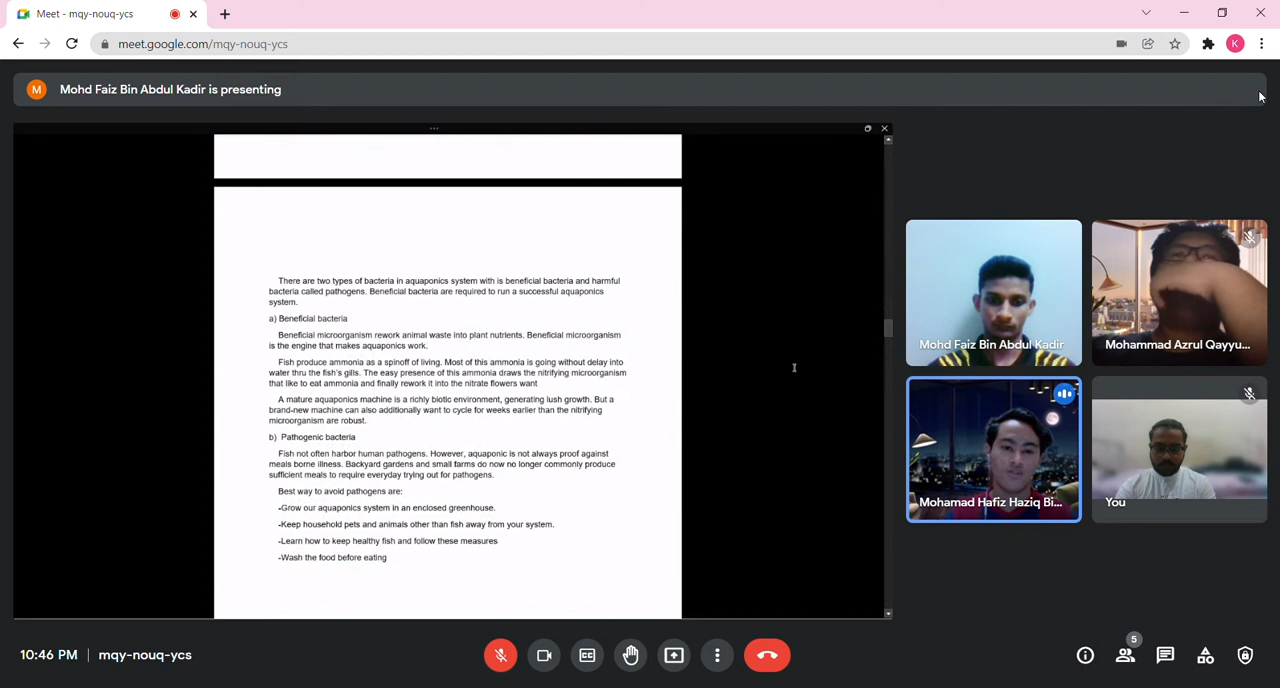 Meet - mqy-nouq-ycs
meet.google.com/mqy-nouq-ycs
K
M
Mohd Faiz Bin Abdul Kadir is presenting
There are two types of bacteria in aquaponics system with is beneficial bacteria and harmful
bacteria called pathogens. Beneficial bacteria are required to run a successful aquaponics
system.
a) Beneficial bacteria
Beneficial microorganism rework animal waste into plant nutrients. Beneficial microorganism
is the engine that makes aquaponics work.
Fish produce ammonia as a spinoff of living. Most of this ammonia is going without delay into
water thru the fish's gills. The easy presence of this ammonia draws the nitrifying microorganism
that like to eat ammonia and finally rework it into the nitrate flowers want
A mature aquaponics machine is a richly biotic environment, generating lush growth. But a
brand-new machine can also additionally want to cycle for weeks earlier than the nitrifying
microorganism are robust.
b) Pathogenic bacteria
Fish not often harbor human pathogens. However, aquaponic is not always proof against
meals borne illness. Backyard gardens and small farms do now no longer commonly produce
sufficient meals to require everyday trying out for pathogens.
Best way to avoid pathogens are:
-Grow our aquaponics system in an enclosed greenhouse.
-Keep household pets and animals other than fish away from your system.
-Learn how to keep healthy fish and follow these measures
-Wash the food before eating
Mohd Faiz Bin Abdul Kadir
Mohammad Azrul Qayyu...
Mohamad Hafiz Haziq Bi...
You
10:46 PM | mqy-nouq-ycs
5